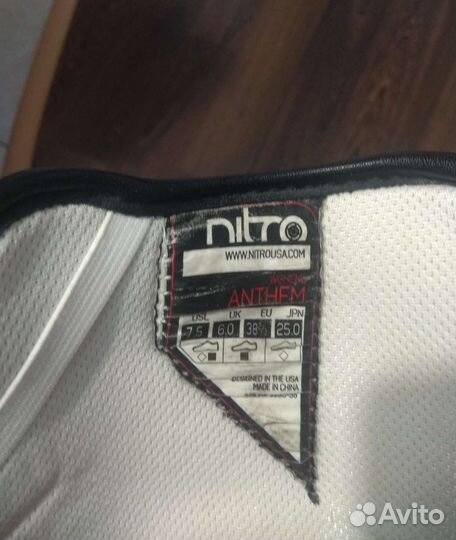 nitro
WWW.NITROUSA.COM
WOMEN'S
ANTHEM
USL UK EU JPN
7.5 6.0 38⅔ 25.0
DESIGNED IN THE USA
MADE IN CHINA
Avito